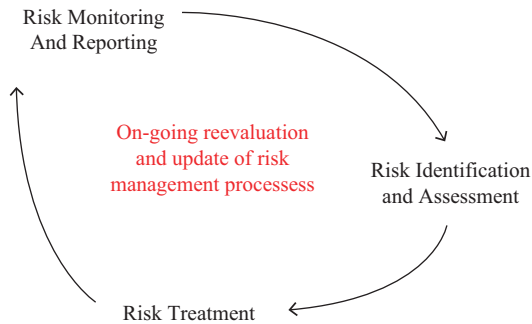 Risk Monitoring
And Reporting
On-going reevaluation
and update of risk
management processess
Risk Identification
and Assessment
Risk Treatment